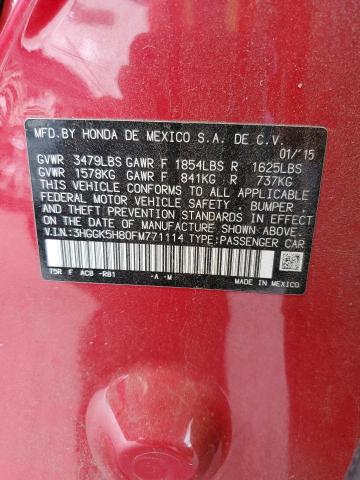 MFD.BY HONDA DE MEXICO S.A. DE C.V.
01/'15
GVWR 3479LBS GAWR F 1854LBS R 1625LBS
GVWR 1578KG GAWR F 841KG R 737KG
THIS VEHICLE CONFORMS TO ALL APPLICABLE
FEDERAL MOTOR VEHICLE SAFETY , BUMPER ,
AND THEFT PREVENTION STANDARDS IN EFFECT
ON THE DATE OF MANUFACTURE SHOWN ABOVE.
V.I.N.:3HGGK5H80FM771114 TYPE:PASSENGER CAR
T5R F AC8 -R81 -A -M
MADE IN MEXICO